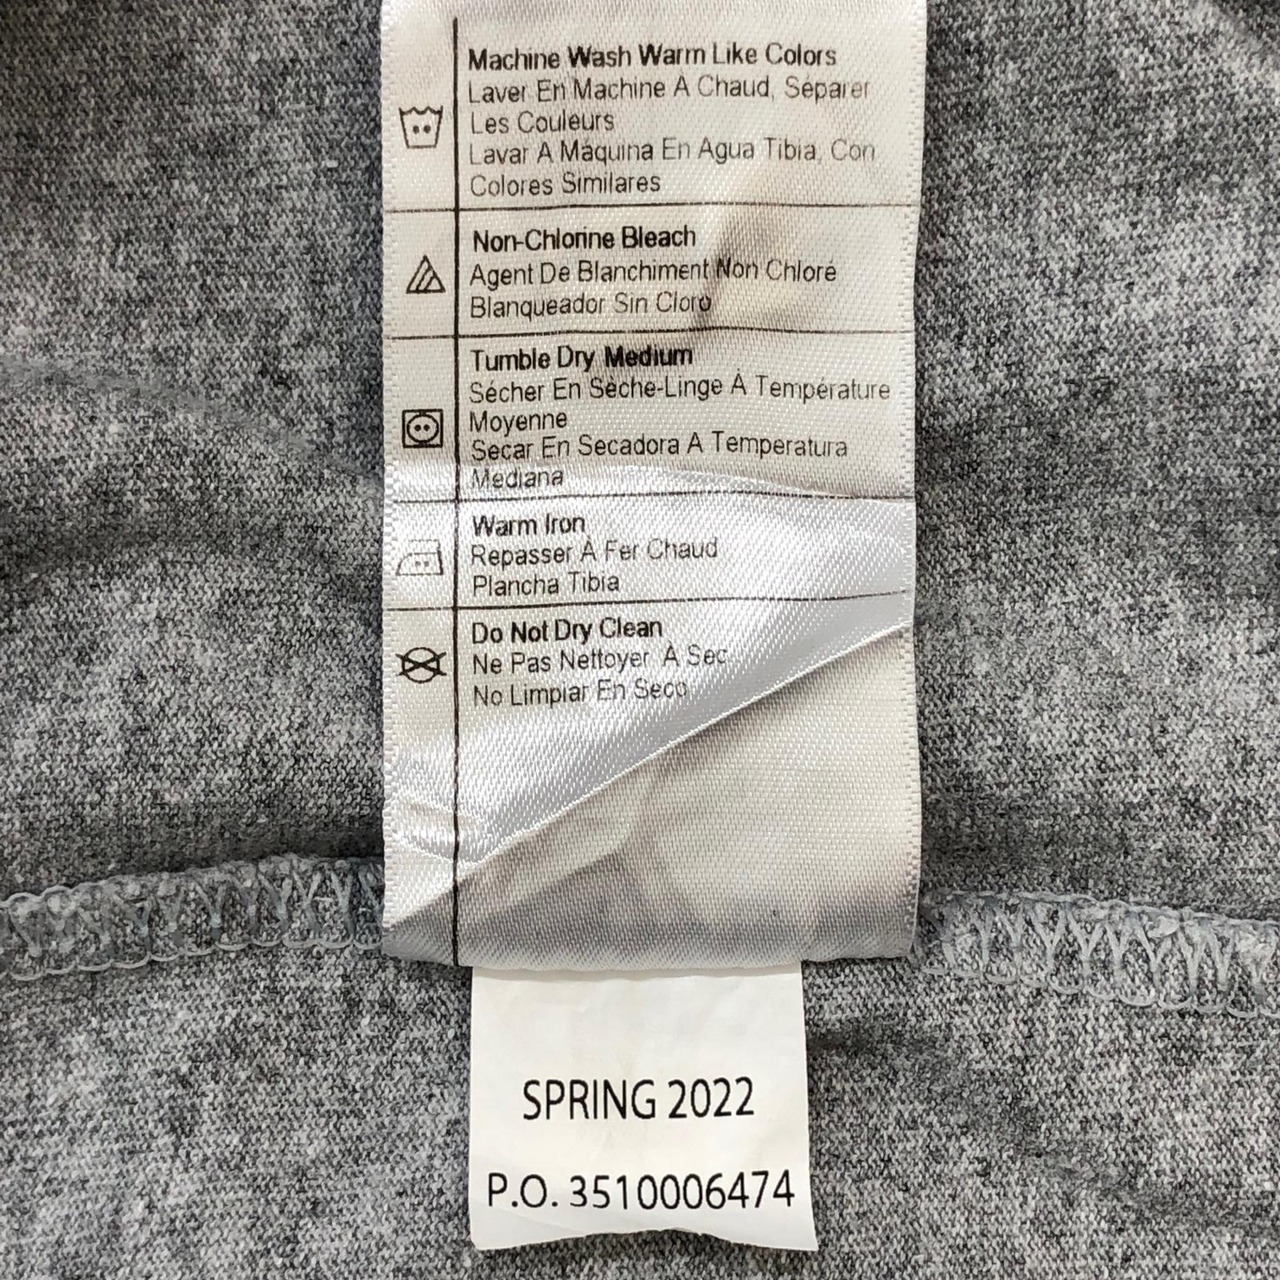 Machine Wash Warm Like Colors
Laver En Machine À Chaud, Séparer
Les Couleurs
Lavar A Máquina En Agua Tibia, Con
Colores Similares
Non-Chlorine Bleach
Agent De Blanchiment Non Chloré
Blanqueador Sin Cloro
Tumble Dry Medium
Sécher En Sèche-Linge À Température
Moyenne
Secar En Secadora A Temperatura
Mediana
Warm Iron
Repasser À Fer Chaud
Plancha Tibia
Do Not Dry Clean
Ne Pas Nettoyer À Sec
No Limpiar En Seco
SPRING 2022
P.O. 3510006474